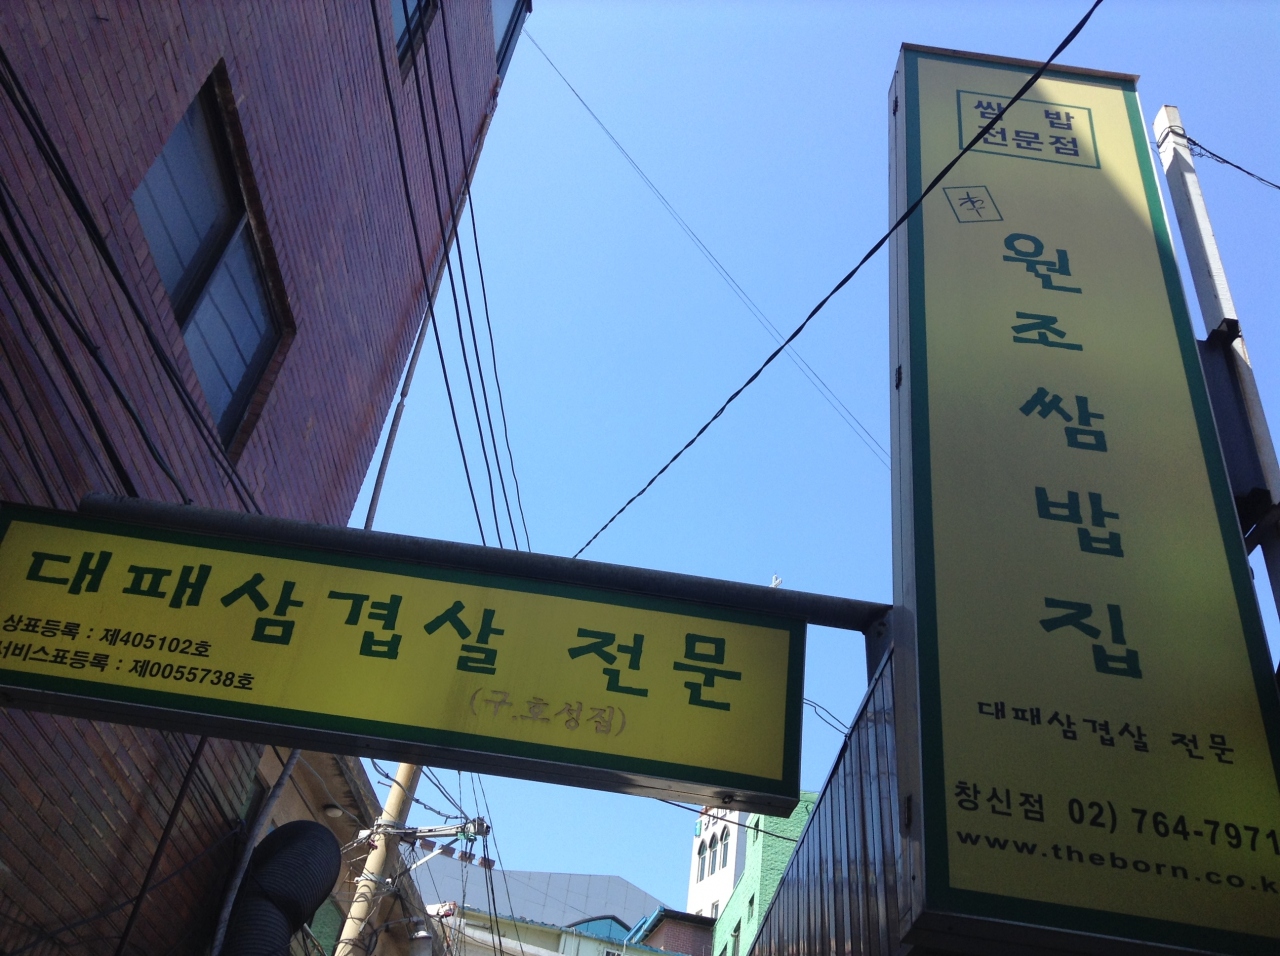 대패삼겹살 전문
상표등록 : 제405102호
서비스표등록 : 제0055738호
(구.호성집)
쌈 밥
전문점
원조쌈밥집
대패삼겹살 전문
창신점 02) 764-7971
www.theborn.co.k